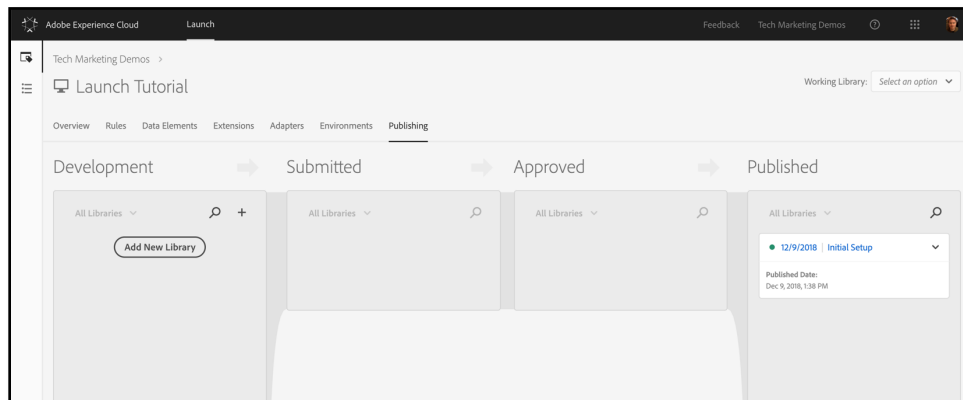 Adobe Experience Cloud Launch Feedback Tech Marketing Demos
Tech Marketing Demos >
Launch Tutorial
Working Library: Select an option
Overview Rules Data Elements Extensions Adapters Environments Publishing
Development Submitted Approved Published
All Libraries All Libraries All Libraries All Libraries
Add New Library
12/9/2018 | Initial Setup
Published Date:
Dec 9, 2018, 1:38 PM